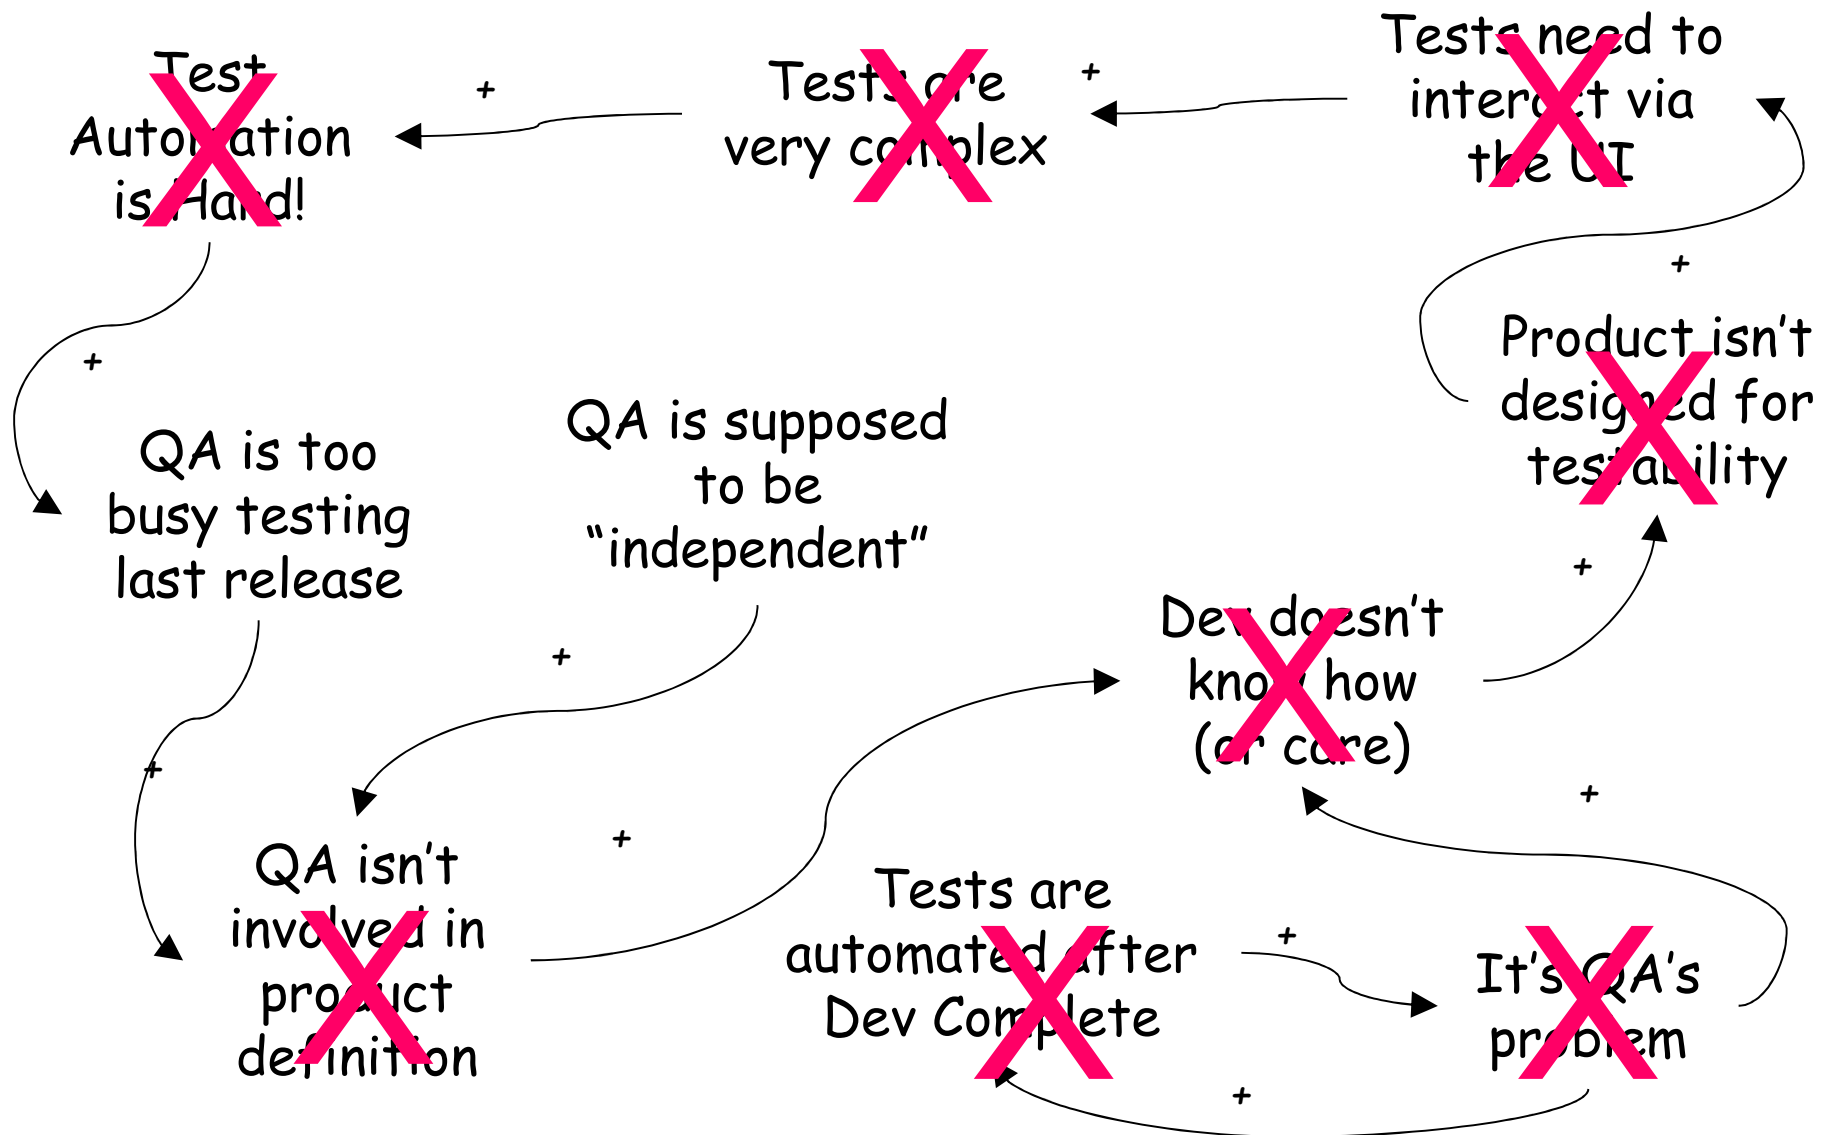 Test
Automation
is Hard!
+
Tests are
very complex
+
Tests need to
interact via
the UI
+
Product isn't
designed for
testability
+
QA is too
busy testing
last release
QA is supposed
to be
“independent”
+
Dev doesn't
know how
(or care)
+
+
+
+
QA isn't
involved in
product
definition
+
Tests are
automated after
Dev Complete
+
It's QA's
problem
+
X
X
X
X
X
X
X
X